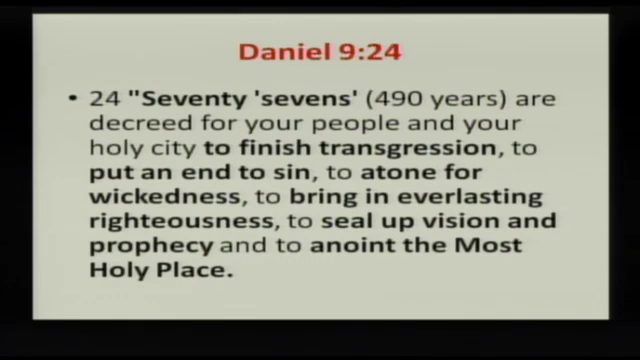 Daniel 9:24
• 24 "Seventy 'sevens' (490 years) are
decreed for your people and your
holy city to finish transgression, to
put an end to sin, to atone for
wickedness, to bring in everlasting
righteousness, to seal up vision and
prophecy and to anoint the Most
Holy Place.